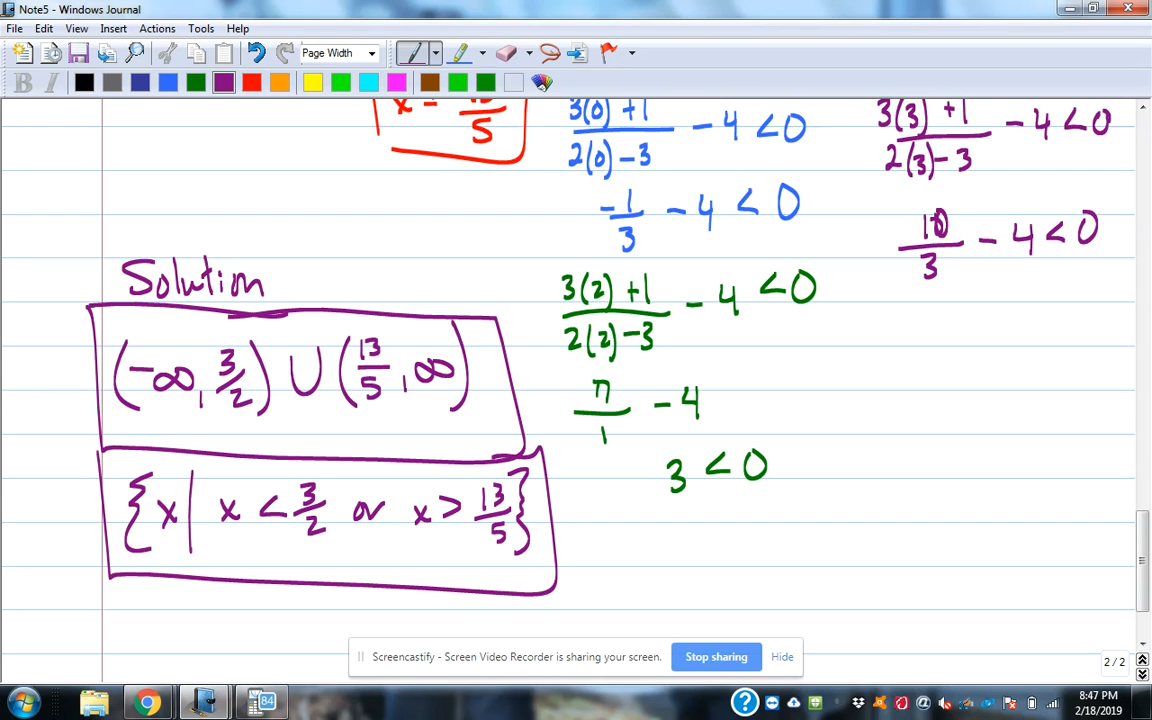 Note5 - Windows Journal
File Edit View Insert Actions Tools Help
Page Width
B I
x = 13/5
3(0) + 1 / 2(0) - 3 - 4 < 0
-1/3 - 4 < 0
3(2) + 1 / 2(2) - 3 - 4 < 0
7/1 - 4
3 < 0
3(3) + 1 / 2(3) - 3 - 4 < 0
10/3 - 4 < 0
Solution
(-∞, 3/2) ∪ (13/5, ∞)
{x | x < 3/2 or x > 13/5}
Screencastify - Screen Video Recorder is sharing your screen. Stop sharing Hide
2 / 2
84
8:47 PM
2/18/2019